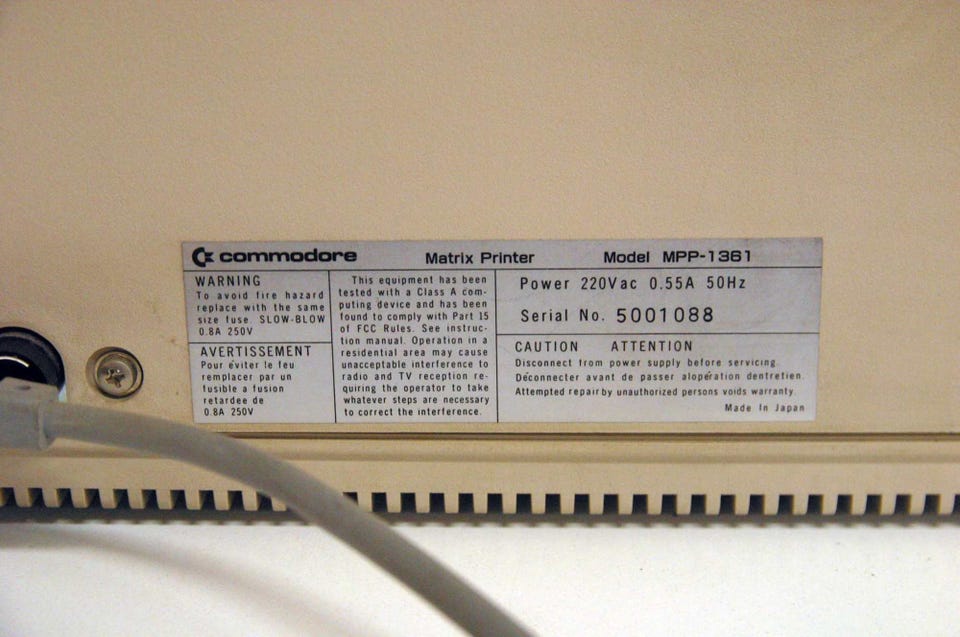 commodore Matrix Printer Model MPP-1361
WARNING
To avoid fire hazard
replace with the same
size fuse. SLOW-BLOW
0.8A 250V
AVERTISSEMENT
Pour éviter le feu
remplacer par un
fusible a fusion
retardee de
0.8A 250V
This equipment has been
tested with a Class A com-
puting device and has been
found to comply with Part 15
of FCC Rules. See instruc-
tion manual. Operation in a
residential area may cause
unacceptable interference to
radio and TV reception re-
quiring the operator to take
whatever steps are necessary
to correct the interference.
Power 220Vac 0.55A 50Hz
Serial No. 5001088
CAUTION ATTENTION
Disconnect from power supply before servicing.
Déconnecter avant de passer alopération dentretien.
Attempted repair by unauthorized persons voids warranty.
Made In Japan